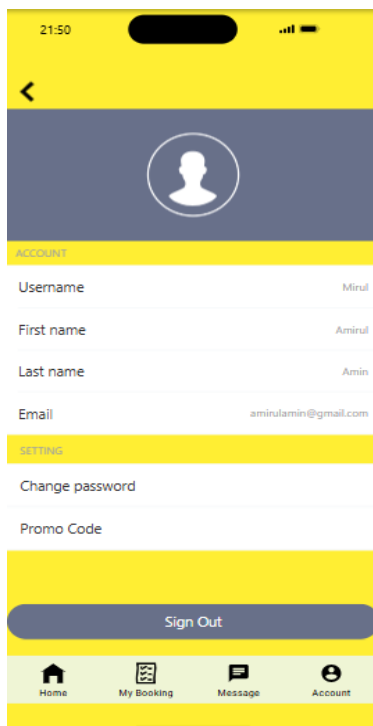 21:50
ACCOUNT
Username Mirul
First name Amirul
Last name Amin
Email amirulamin@gmail.com
SETTING
Change password
Promo Code
Sign Out
Home My Booking Message Account